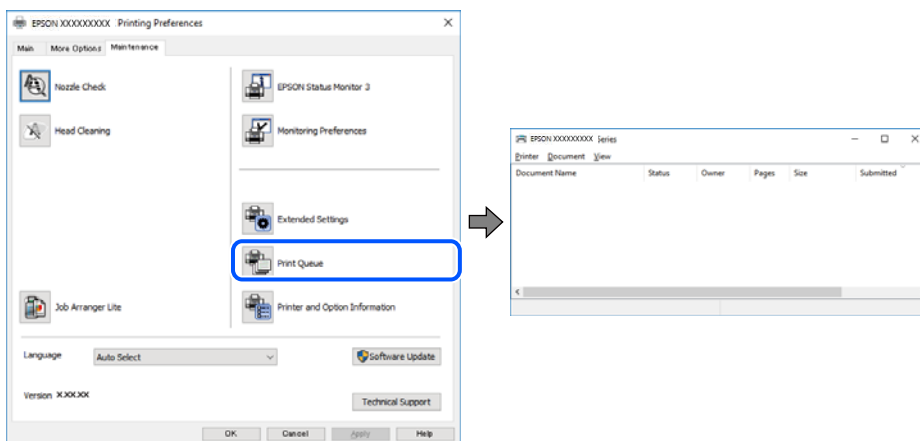 EPSON XXXXXXXXX Printing Preferences
Main More Options Maintenance
Nozzle Check
EPSON Status Monitor 3
Head Cleaning
Monitoring Preferences
Extended Settings
Print Queue
Job Arranger Lite
Printer and Option Information
Language Auto Select Software Update
Version X.XX.XX
Technical Support
OK Cancel Apply Help
EPSON XXXXXXXXX Series
Printer Document View
Document Name Status Owner Pages Size Submitted